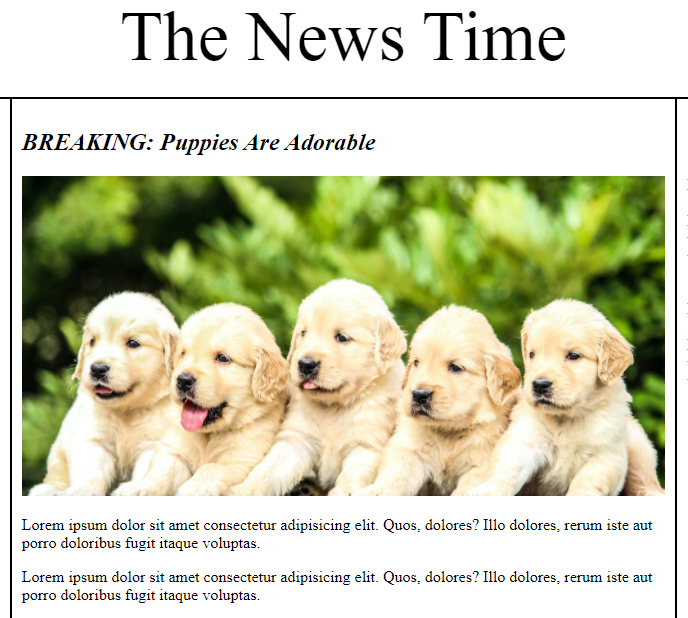 The News Time
BREAKING: Puppies Are Adorable
Lorem ipsum dolor sit amet consectetur adipisicing elit. Quos, dolores? Illo dolores, rerum iste aut
porro doloribus fugit itaque voluptas.
Lorem ipsum dolor sit amet consectetur adipisicing elit. Quos, dolores? Illo dolores, rerum iste aut
porro doloribus fugit itaque voluptas.